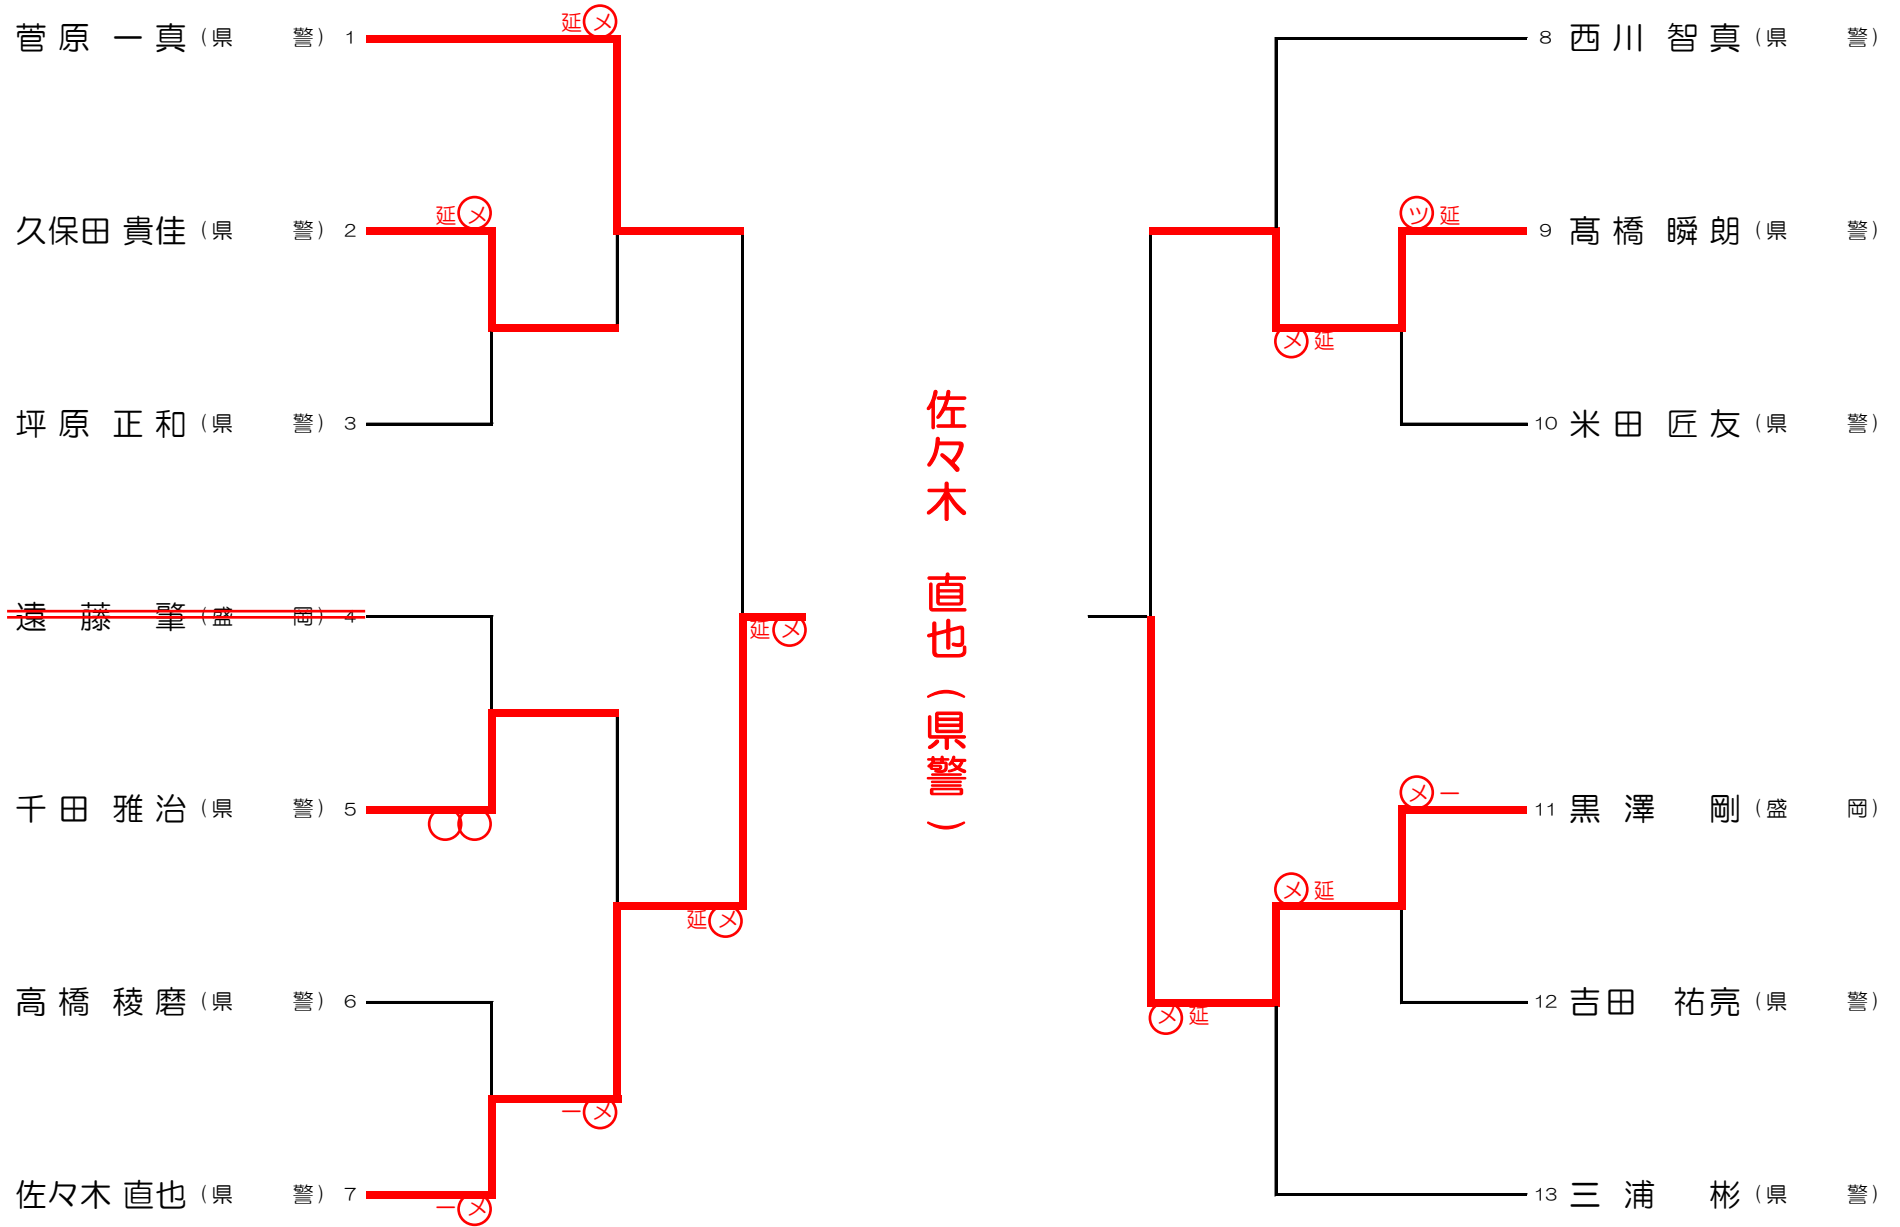 菅原 一真（県 警） 1
延 メ
久保田 貴佳（県 警） 2
延 メ
坪原 正和（県 警） 3
遠藤 肇（盛 岡） 4
千田 雅治（県 警） 5
高橋 稜磨（県 警） 6
佐々木 直也（県 警） 7
一 メ
一 メ
延 メ
延 メ
佐々木 直也（県警）
8 西川 智真（県 警）
9 髙橋 瞬朗（県 警）
ツ 延
メ 延
10 米田 匠友（県 警）
11 黒澤 剛（盛 岡）
メ 一
メ 延
メ 延
12 吉田 祐亮（県 警）
13 三浦 彬（県 警）